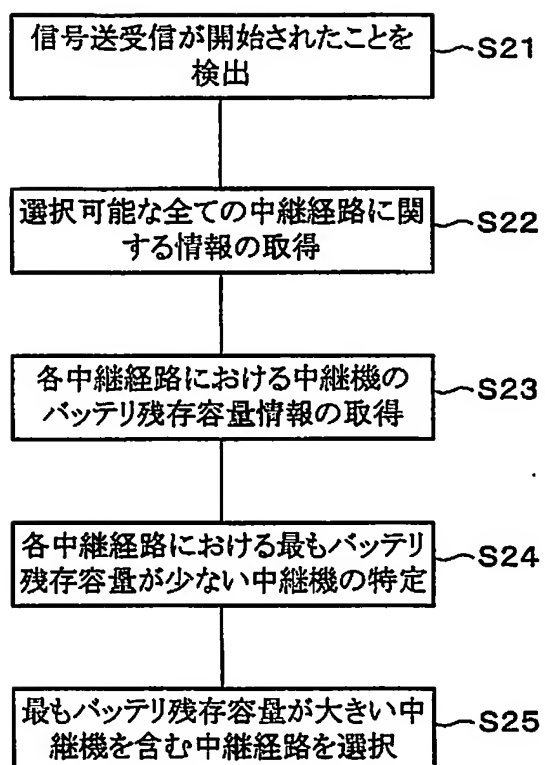 信号送受信が開始されたことを
検出
S21
選択可能な全ての中継経路に関
する情報の取得
S22
各中継経路における中継機の
バッテリ残存容量情報の取得
S23
各中継経路における最もバッテリ
残存容量が少ない中継機の特定
S24
最もバッテリ残存容量が大きい中
継機を含む中継経路を選択
S25